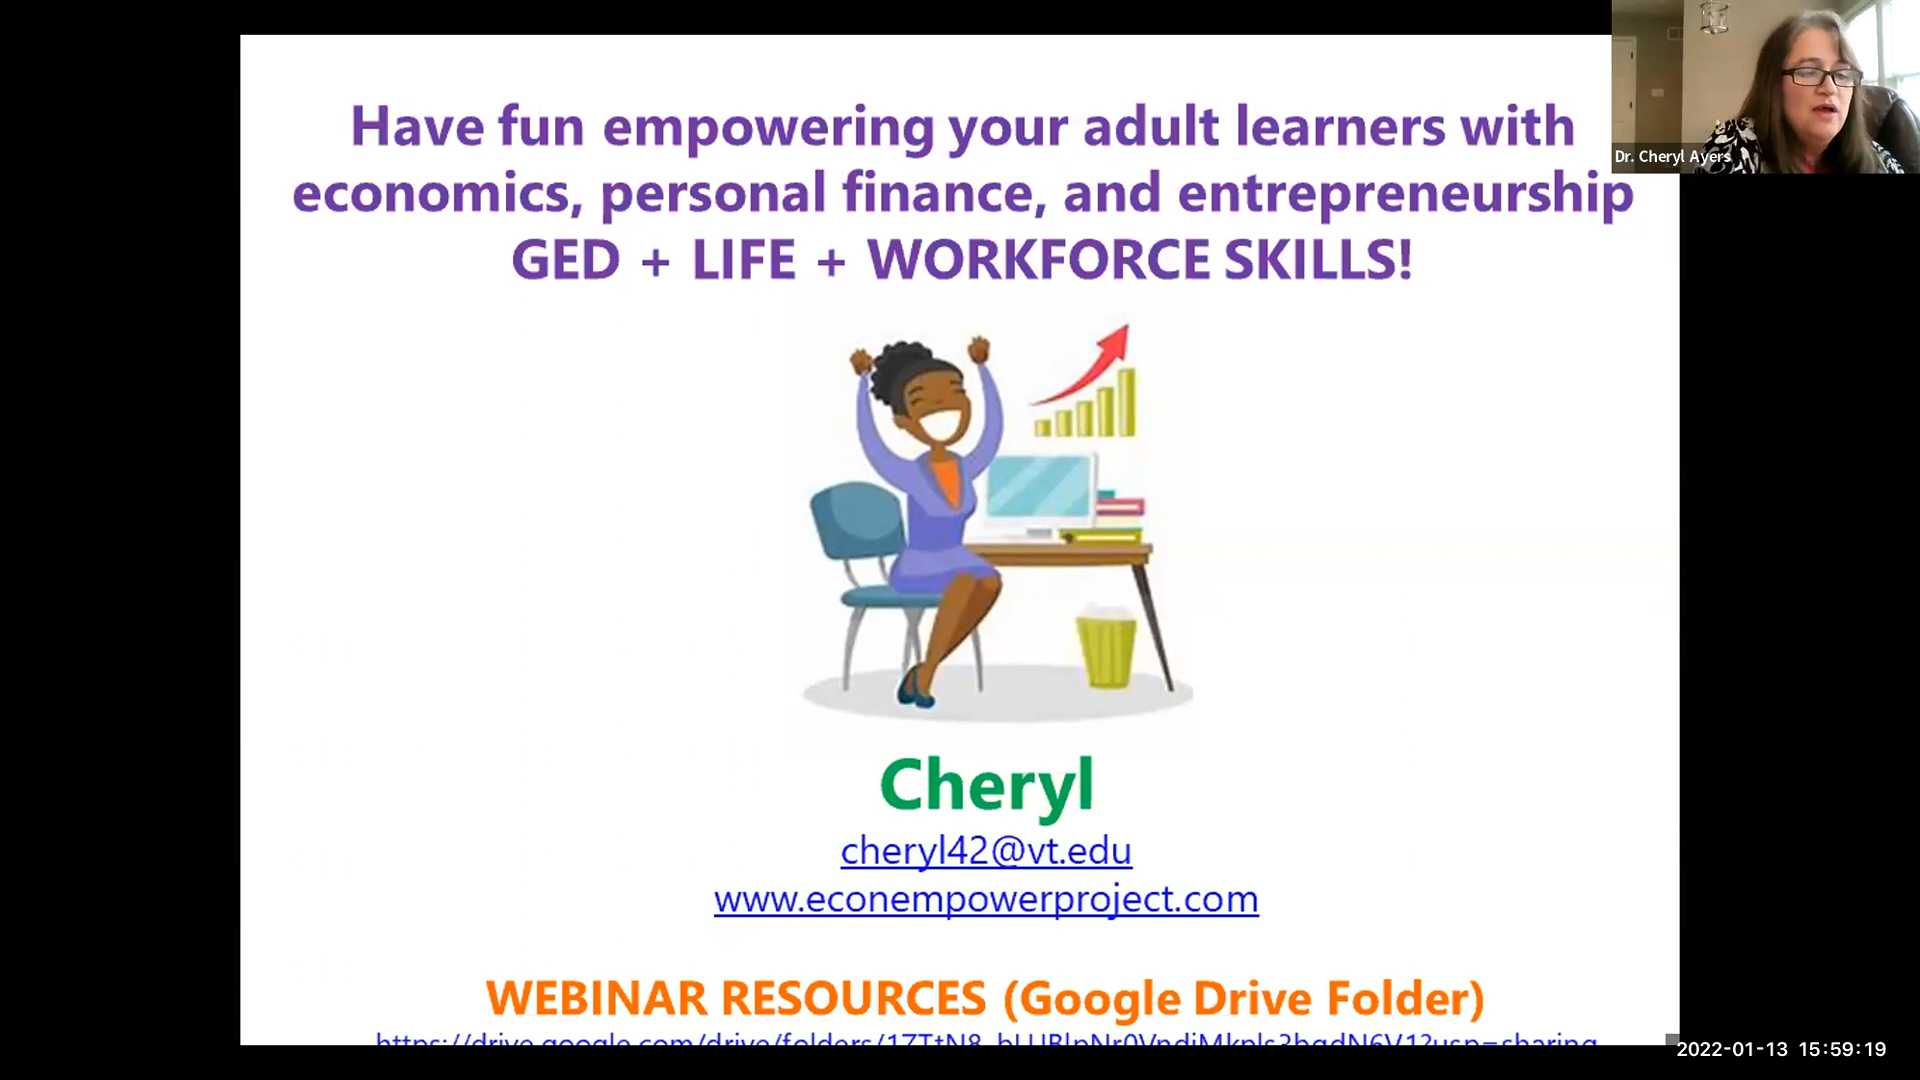 Have fun empowering your adult learners with
economics, personal finance, and entrepreneurship
GED + LIFE + WORKFORCE SKILLS!
Dr. Cheryl Ayers
Cheryl
cheryl42@vt.edu
www.econempowerproject.com
WEBINAR RESOURCES (Google Drive Folder)
2022-01-13 15:59:19